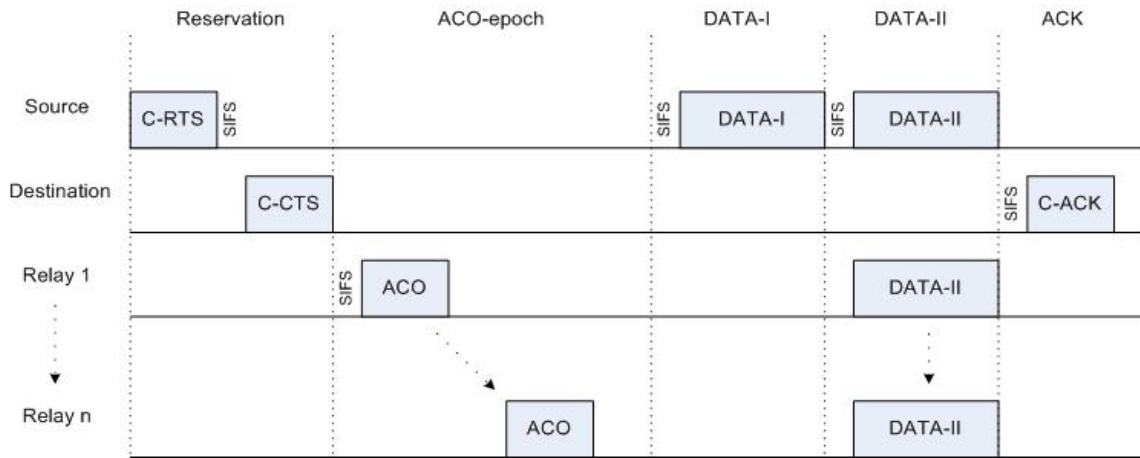 Reservation ACO-epoch DATA-I DATA-II ACK
Source C-RTS SIFS SIFS DATA-I SIFS DATA-II
Destination C-CTS SIFS C-ACK
Relay 1 SIFS ACO DATA-II
Relay n ACO DATA-II